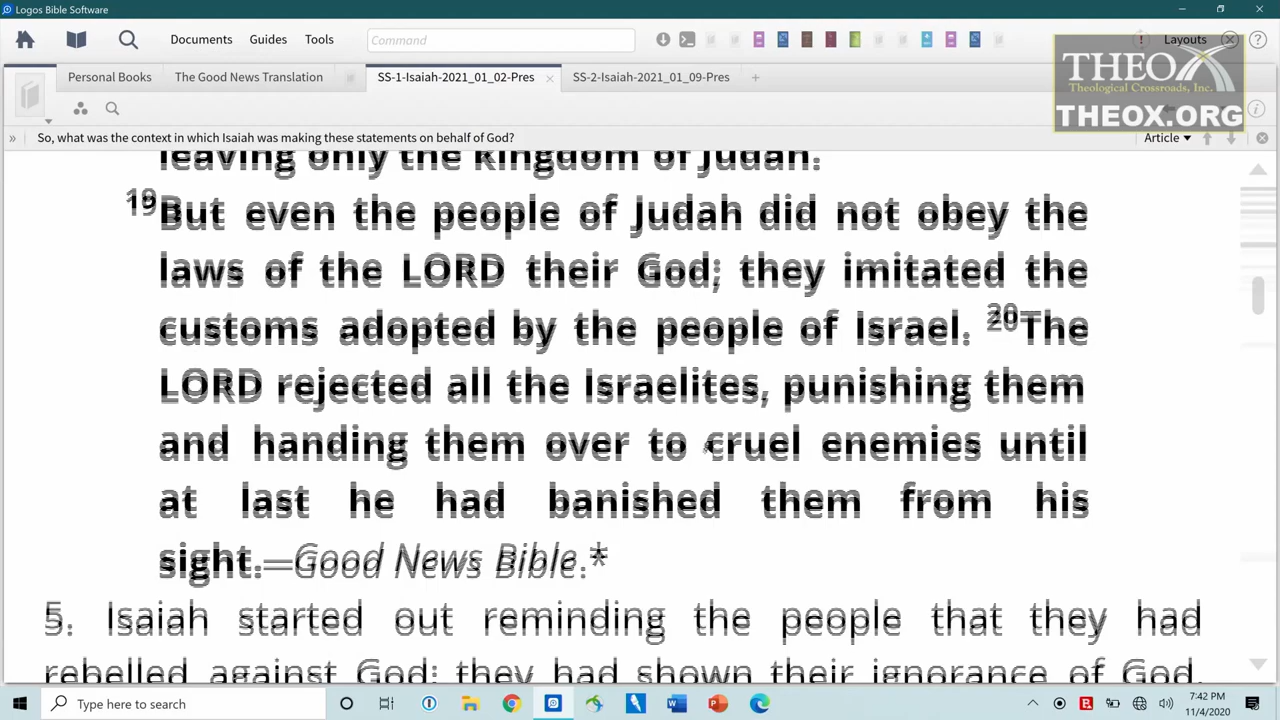 Logos Bible Software
Documents Guides Tools Command Layouts
THEOX
Theological Crossroads, Inc.
THEOX.ORG
Personal Books The Good News Translation SS-1-Isaiah-2021_01_02-Pres SS-2-Isaiah-2021_01_09-Pres
So, what was the context in which Isaiah was making these statements on behalf of God? Article
leaving only the kingdom of Judah.
19 But even the people of Judah did not obey the
laws of the LORD their God; they imitated the
customs adopted by the people of Israel. 20 The
LORD rejected all the Israelites, punishing them
and handing them over to cruel enemies until
at last he had banished them from his
sight.—Good News Bible.*
5. Isaiah started out reminding the people that they had
rebelled against God; they had shown their ignorance of God.
Type here to search
7:42 PM
11/4/2020